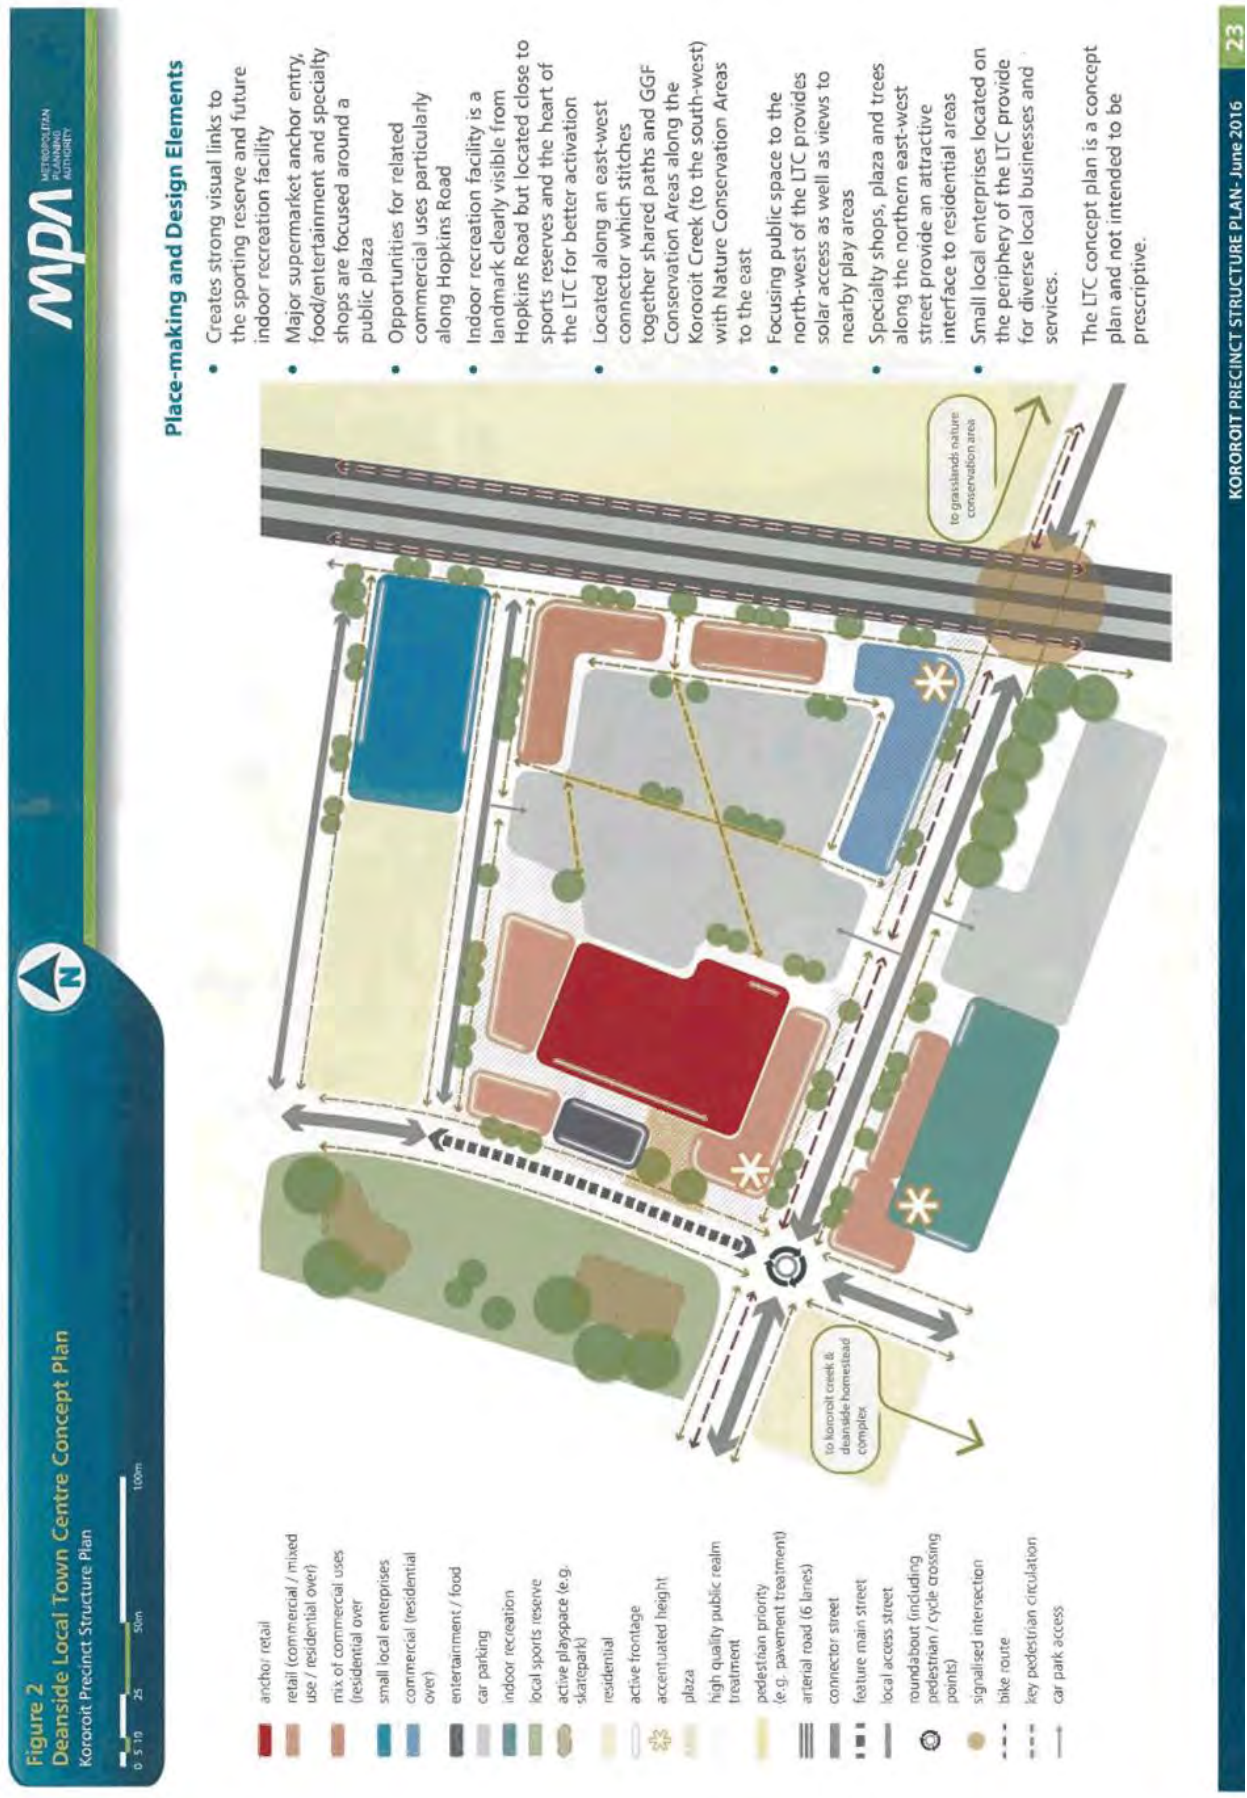 Figure 2
Deanside Local Town Centre Concept Plan
Kororoit Precinct Structure Plan
0 5 10 25 50m 100m
N
MPA
METROPOLITAN
PLANNING
AUTHORITY
anchor retail
retail (commercial / mixed
use / residential over)
mix of commercial uses
(residential over
small local enterprises
commercial (residential
over)
entertainment / food
car parking
indoor recreation
local sports reserve
active playspace (e.g.
skatepark)
residential
active frontage
accentuated height
plaza
high quality public realm
treatment
pedestrian priority
(e.g. pavement treatment)
arterial road (6 lanes)
connector street
feature main street
local access street
roundabout (including
pedestrian / cycle crossing
points)
signalised intersection
bike route
key pedestrian circulation
car park access
to kororoit creek &
deanside homestead
complex
to grasslands nature
conservation area
Place-making and Design Elements
• Creates strong visual links to
the sporting reserve and future
indoor recreation facility
• Major supermarket anchor entry,
food/entertainment and specialty
shops are focused around a
public plaza
• Opportunities for related
commercial uses particularly
along Hopkins Road
• Indoor recreation facility is a
landmark clearly visible from
Hopkins Road but located close to
sports reserves and the heart of
the LTC for better activation
• Located along an east-west
connector which stitches
together shared paths and GGF
Conservation Areas along the
Kororoit Creek (to the south-west)
with Nature Conservation Areas
to the east
• Focusing public space to the
north-west of the LTC provides
solar access as well as views to
nearby play areas
• Specialty shops, plaza and trees
along the northern east-west
street provide an attractive
interface to residential areas
• Small local enterprises located on
the periphery of the LTC provide
for diverse local businesses and
services.
The LTC concept plan is a concept
plan and not intended to be
prescriptive.
KOROROIT PRECINCT STRUCTURE PLAN- June 2016 23